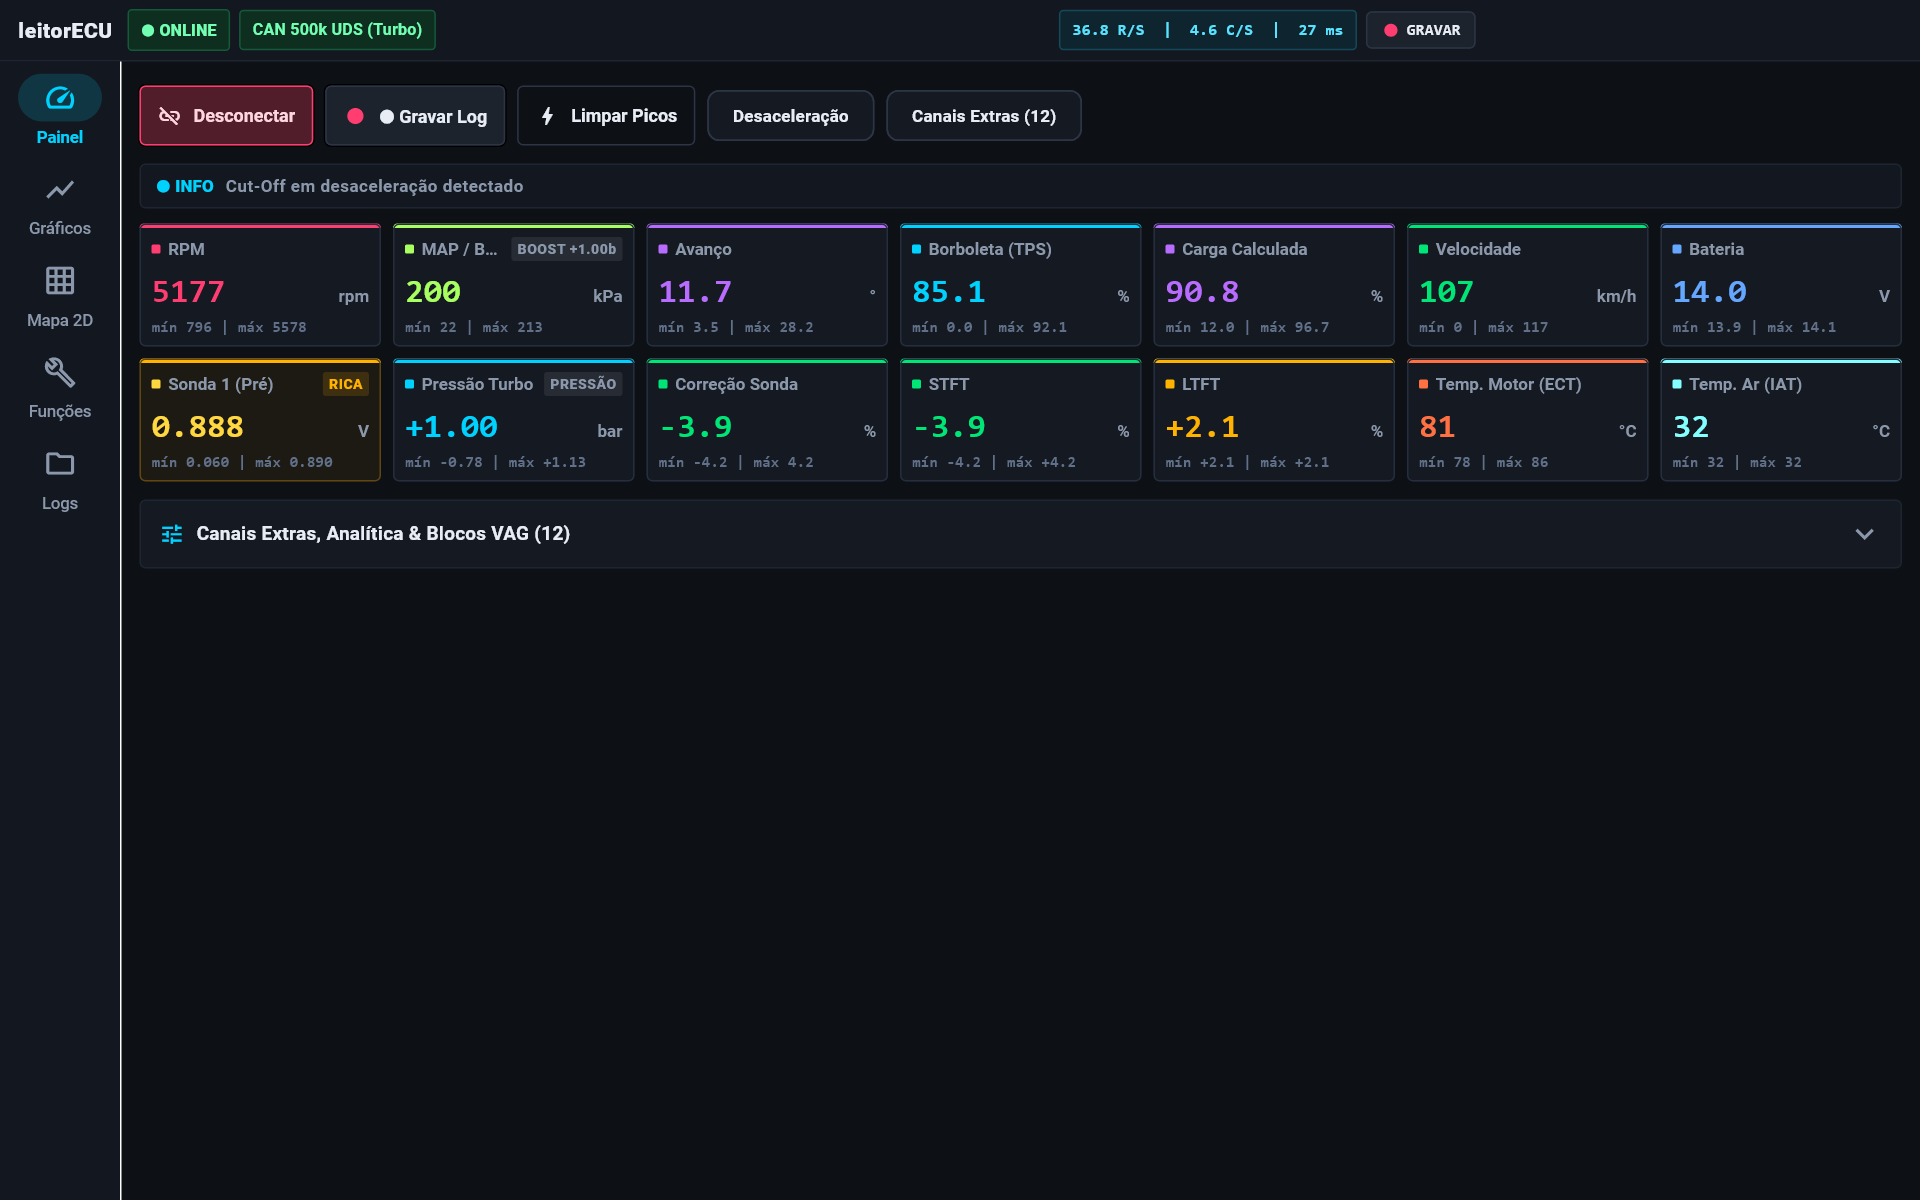 leitorECU
ONLINE
CAN 500k UDS (Turbo)
36.8 R/S | 4.6 C/S | 27 ms
GRAVAR
Painel
Gráficos
Mapa 2D
Funções
Logs
Desconectar
Gravar Log
Limpar Picos
Desaceleração
Canais Extras (12)
INFO Cut-Off em desaceleração detectado
RPM
5177 rpm
mín 796 | máx 5578
MAP / B... BOOST +1.00b
200 kPa
mín 22 | máx 213
Avanço
11.7 °
mín 3.5 | máx 28.2
Borboleta (TPS)
85.1 %
mín 0.0 | máx 92.1
Carga Calculada
90.8 %
mín 12.0 | máx 96.7
Velocidade
107 km/h
mín 0 | máx 117
Bateria
14.0 V
mín 13.9 | máx 14.1
Sonda 1 (Pré) RICA
0.888 V
mín 0.060 | máx 0.890
Pressão Turbo PRESSÃO
+1.00 bar
mín -0.78 | máx +1.13
Correção Sonda
-3.9 %
mín -4.2 | máx 4.2
STFT
-3.9 %
mín -4.2 | máx +4.2
LTFT
+2.1 %
mín +2.1 | máx +2.1
Temp. Motor (ECT)
81 °C
mín 78 | máx 86
Temp. Ar (IAT)
32 °C
mín 32 | máx 32
Canais Extras, Analítica & Blocos VAG (12)